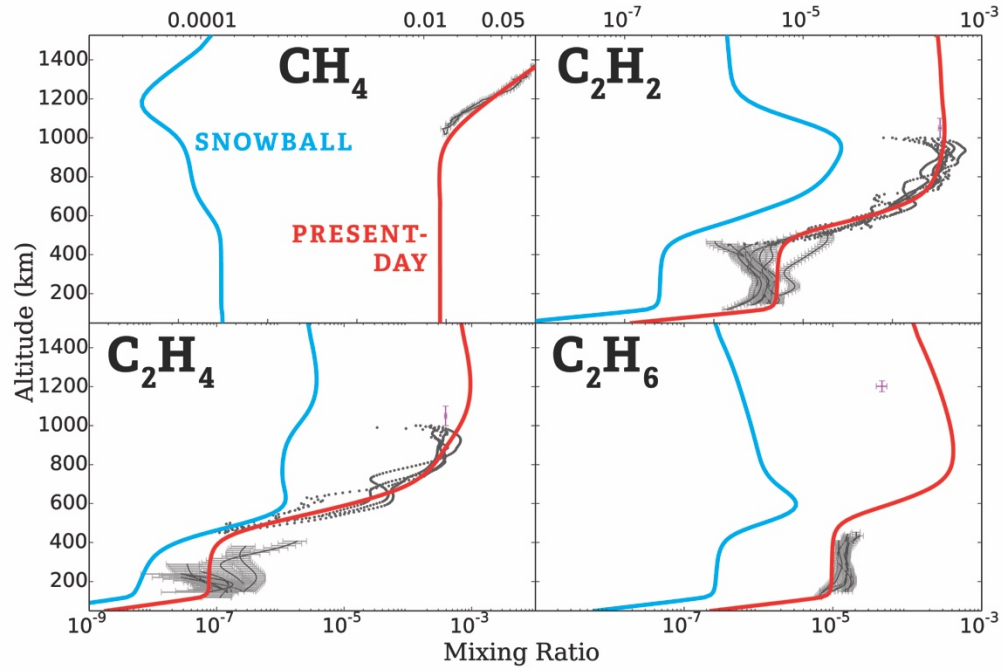 0.0001 0.01 0.05 10⁻⁷ 10⁻⁵ 10⁻³
CH₄
C₂H₂
SNOWBALL
PRESENT-
DAY
1400
1200
1000
800
600
400
200
C₂H₄
C₂H₆
1400
1200
1000
800
600
400
200
Altitude (km)
10⁻⁹ 10⁻⁷ 10⁻⁵ 10⁻³ 10⁻⁷ 10⁻⁵ 10⁻³
Mixing Ratio